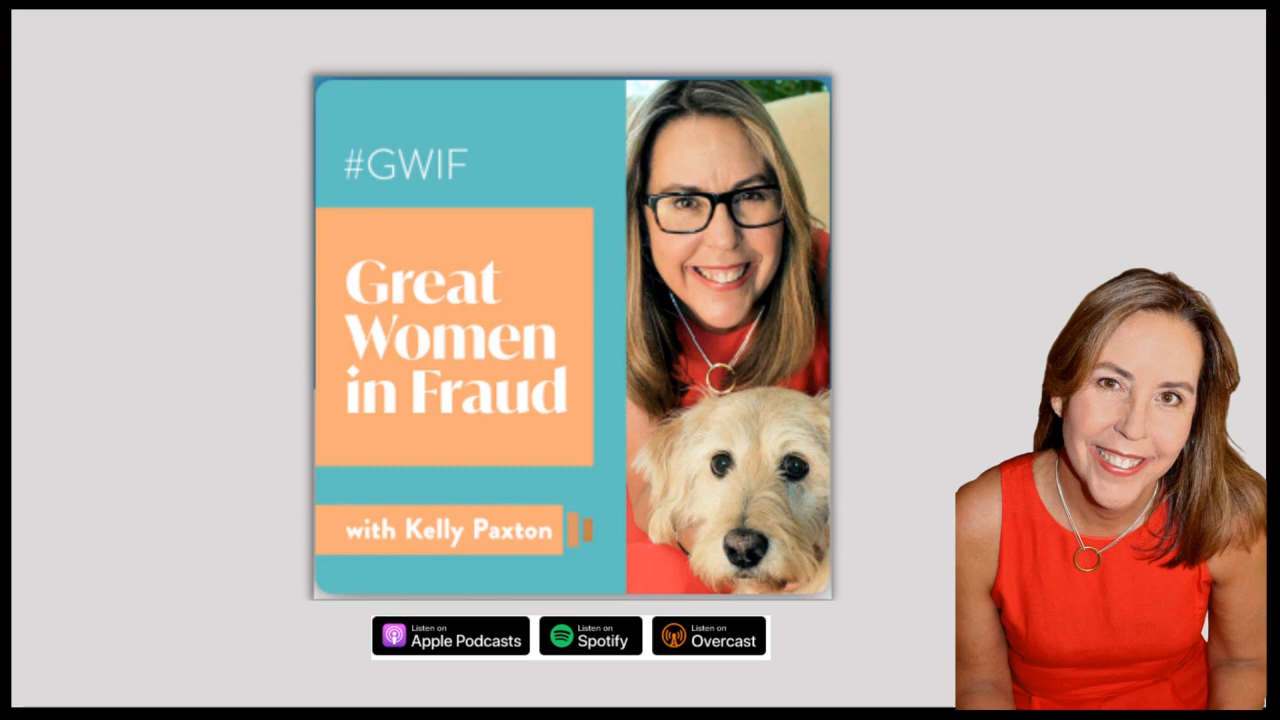 #GWIF
Great
Women
in Fraud
with Kelly Paxton
Listen on
Apple Podcasts
Listen on
Spotify
Listen on
Overcast